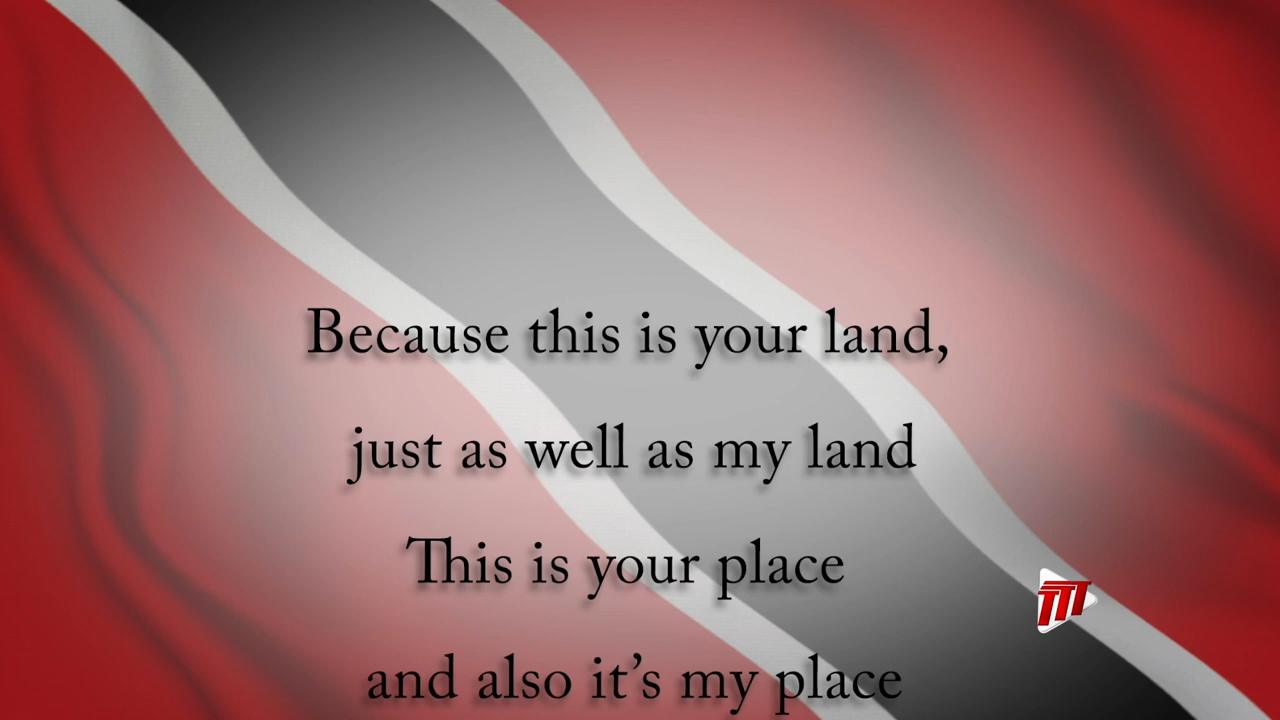 Because this is your land,
just as well as my land
This is your place
and also it’s my place
TTT